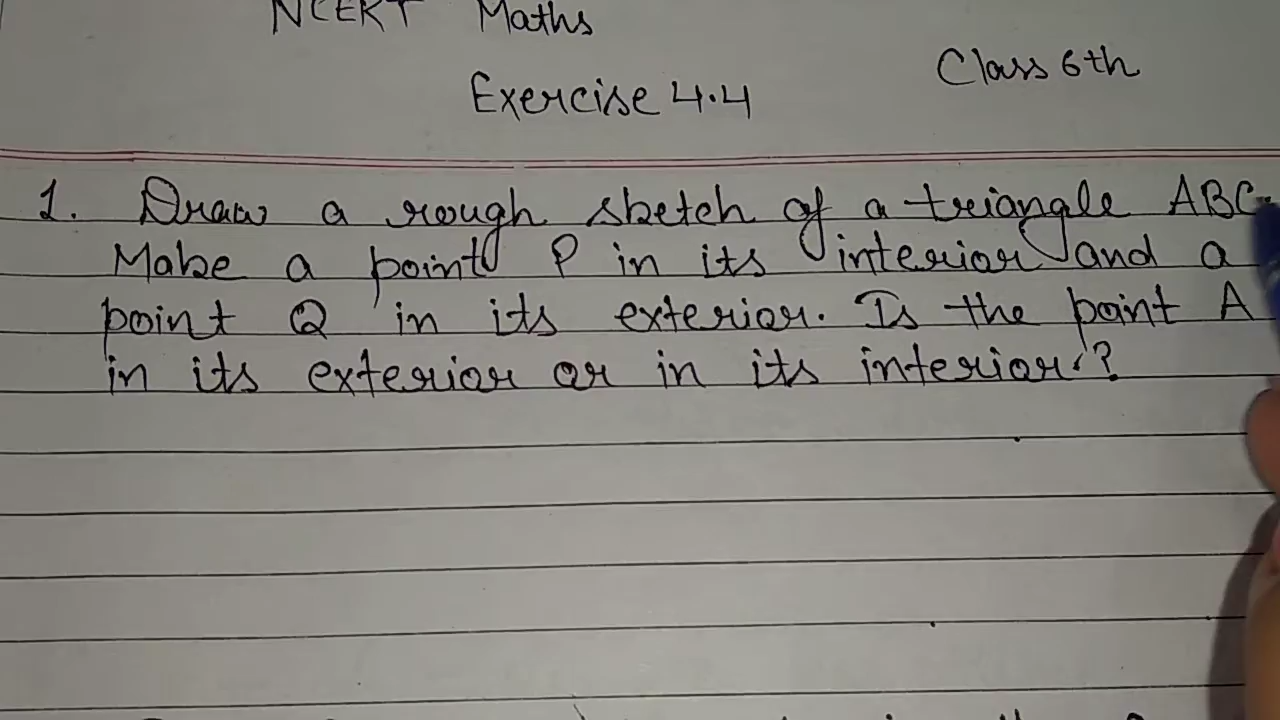 NCERT Maths
Class 6th
Exercise 4.4
1. Draw a rough sketch of a triangle ABC.
Make a point P in its interior and a
point Q in its exterior. Is the point A
in its exterior or in its interior?